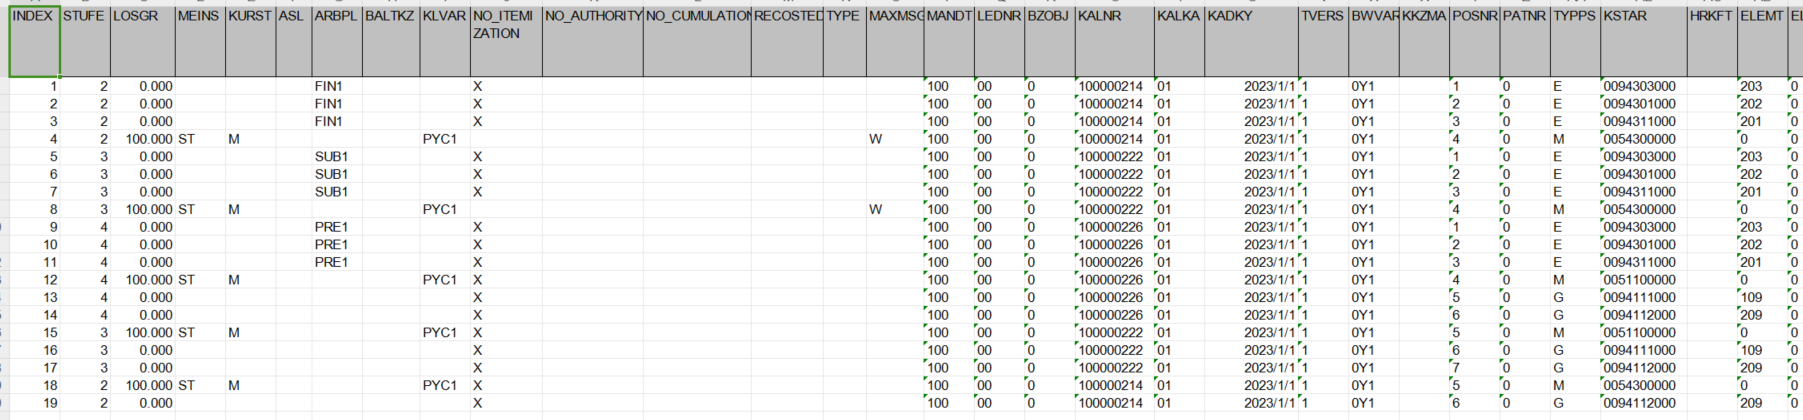 INDEX STUFE LOSGR MEINS KURST ASL ARBPL BALTKZ KLVAR NO_ITEMI NO_AUTHORITY NO_CUMULATION RECOSTED TYPE MAXMSG MANDT LEDNR BZOBJ KALNR KALKA KADKY TVERS BWVAR KKZMA POSNR PATNR TYPPS KSTAR HRKFT ELEMT EL
ZATION
1 2 0.000 FIN1 X 100 00 0 100000214 01 2023/1/1 1 0Y1 1 0 E 0094303000 203 0
2 2 0.000 FIN1 X 100 00 0 100000214 01 2023/1/1 1 0Y1 2 0 E 0094301000 202 0
3 2 0.000 FIN1 X 100 00 0 100000214 01 2023/1/1 1 0Y1 3 0 E 0094311000 201 0
4 2 100.000 ST M PYC1 W 100 00 0 100000214 01 2023/1/1 1 0Y1 4 0 M 0054300000 0 0
5 3 0.000 SUB1 X 100 00 0 100000222 01 2023/1/1 1 0Y1 1 0 E 0094303000 203 0
6 3 0.000 SUB1 X 100 00 0 100000222 01 2023/1/1 1 0Y1 2 0 E 0094301000 202 0
7 3 0.000 SUB1 X 100 00 0 100000222 01 2023/1/1 1 0Y1 3 0 E 0094311000 201 0
8 3 100.000 ST M PYC1 W 100 00 0 100000222 01 2023/1/1 1 0Y1 4 0 M 0054300000 0 0
9 4 0.000 PRE1 X 100 00 0 100000226 01 2023/1/1 1 0Y1 1 0 E 0094303000 203 0
10 4 0.000 PRE1 X 100 00 0 100000226 01 2023/1/1 1 0Y1 2 0 E 0094301000 202 0
11 4 0.000 PRE1 X 100 00 0 100000226 01 2023/1/1 1 0Y1 3 0 E 0094311000 201 0
12 4 100.000 ST M PYC1 X 100 00 0 100000226 01 2023/1/1 1 0Y1 4 0 M 0051100000 0 0
13 4 0.000 X 100 00 0 100000226 01 2023/1/1 1 0Y1 5 0 G 0094111000 109 0
14 4 0.000 X 100 00 0 100000226 01 2023/1/1 1 0Y1 6 0 G 0094112000 209 0
15 3 100.000 ST M PYC1 X 100 00 0 100000222 01 2023/1/1 1 0Y1 5 0 M 0051100000 0 0
16 3 0.000 X 100 00 0 100000222 01 2023/1/1 1 0Y1 6 0 G 0094111000 109 0
17 3 0.000 X 100 00 0 100000222 01 2023/1/1 1 0Y1 7 0 G 0094112000 209 0
18 2 100.000 ST M PYC1 X 100 00 0 100000214 01 2023/1/1 1 0Y1 5 0 M 0054300000 0 0
19 2 0.000 X 100 00 0 100000214 01 2023/1/1 1 0Y1 6 0 G 0094112000 209 0